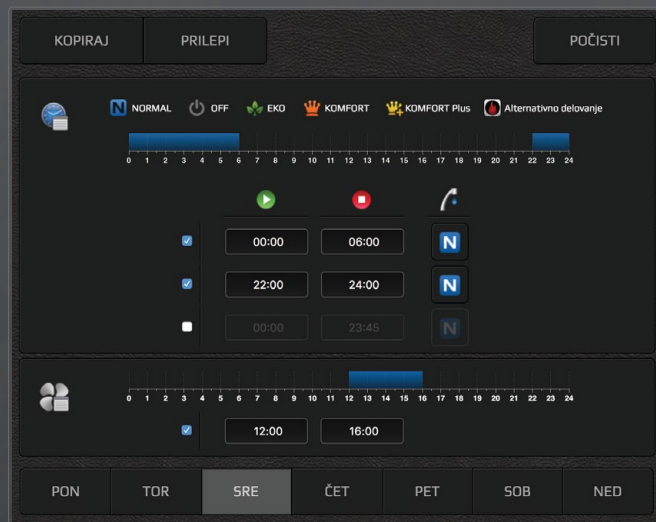 KOPIRAJ PRILEPI POČISTI
N NORMAL OFF EKO KOMFORT KOMFORT Plus Alternativno delovanje
0 1 2 3 4 5 6 7 8 9 10 11 12 13 14 15 16 17 18 19 20 21 22 23 24
00:00 06:00 N
22:00 24:00 N
00:00 23:45 N
0 1 2 3 4 5 6 7 8 9 10 11 12 13 14 15 16 17 18 19 20 21 22 23 24
12:00 16:00
PON TOR SRE ČET PET SOB NED